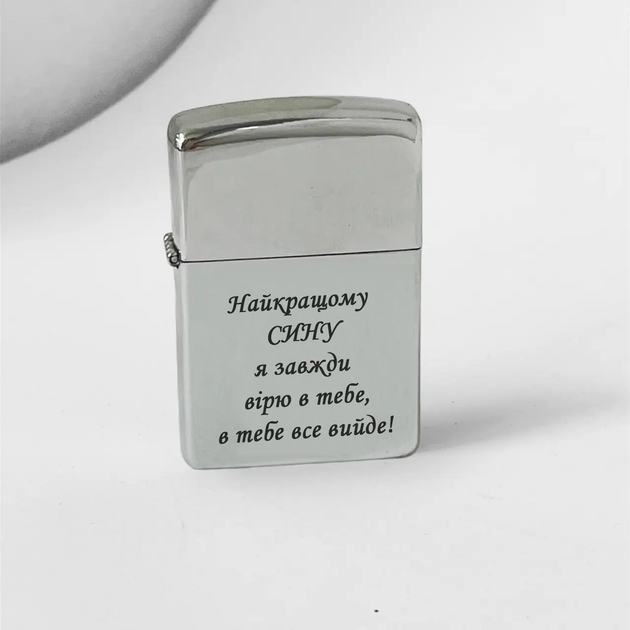 Найкращому
СИНУ
я завжди
вірю в тебе,
в тебе все вийде!